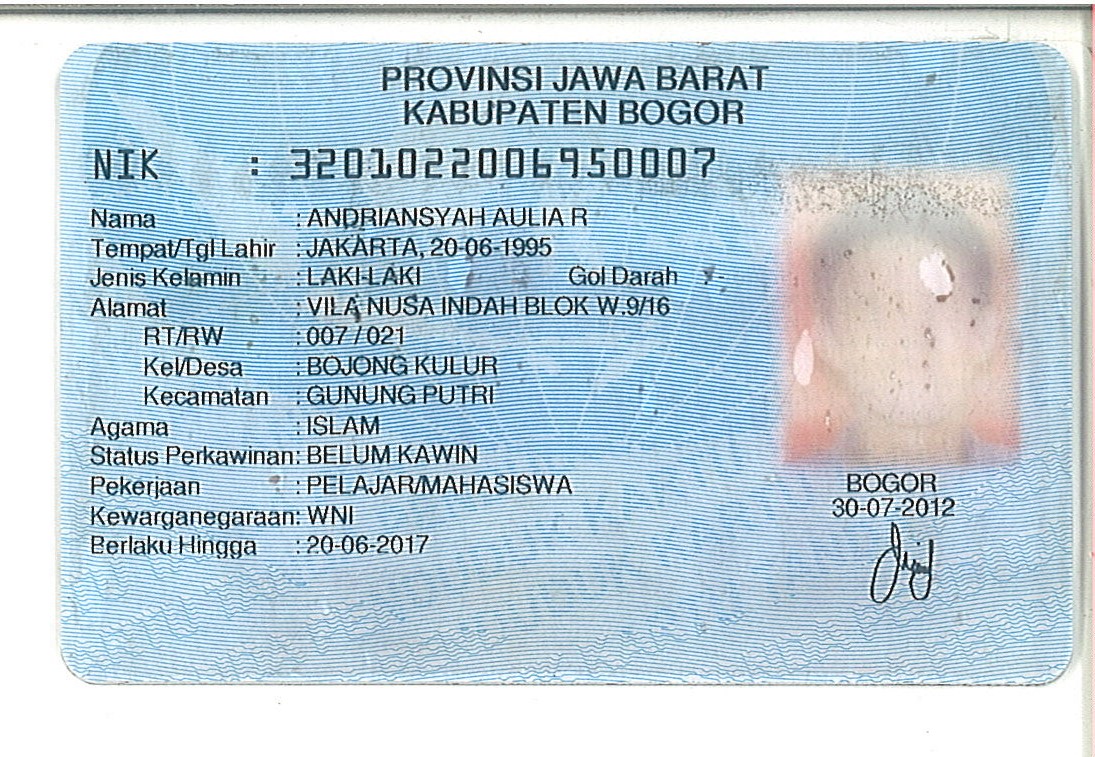 PROVINSI JAWA BARAT
KABUPATEN BOGOR
NIK : 3201022006950007
Nama : ANDRIANSYAH AULIA R
Tempat/Tgl Lahir : JAKARTA, 20-06-1995
Jenis Kelamin : LAKI-LAKI Gol Darah : -
Alamat : VILA NUSA INDAH BLOK W.9/16
RT/RW : 007 / 021
Kel/Desa : BOJONG KULUR
Kecamatan : GUNUNG PUTRI
Agama : ISLAM
Status Perkawinan: BELUM KAWIN
Pekerjaan : PELAJAR/MAHASISWA
Kewarganegaraan: WNI
Berlaku Hingga : 20-06-2017
BOGOR
30-07-2012